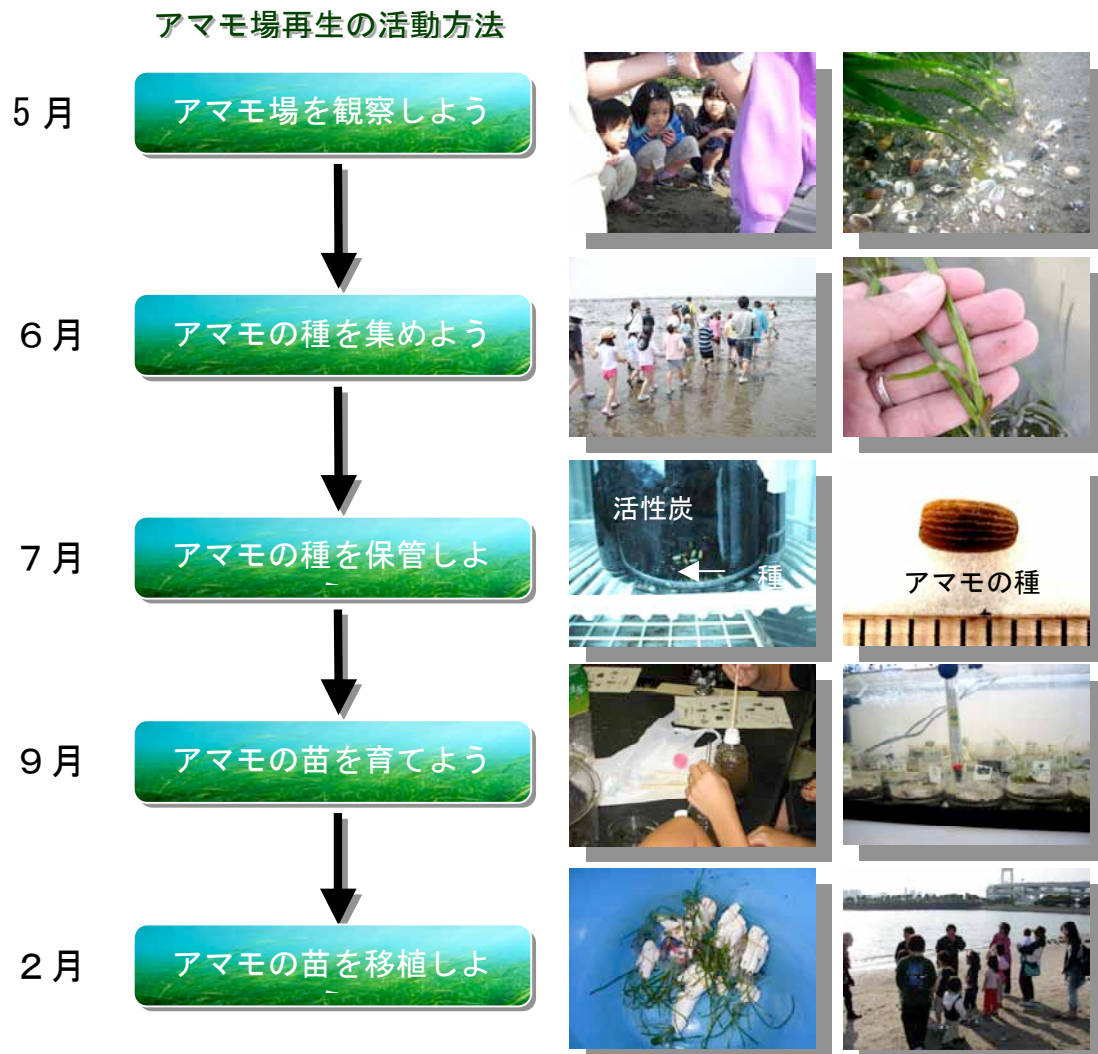 アマモ場再生の活動方法
5月
アマモ場を観察しよう
6月
アマモの種を集めよう
7月
アマモの種を保管しよ
活性炭
種
アマモの種
9月
アマモの苗を育てよう
2月
アマモの苗を移植しよ